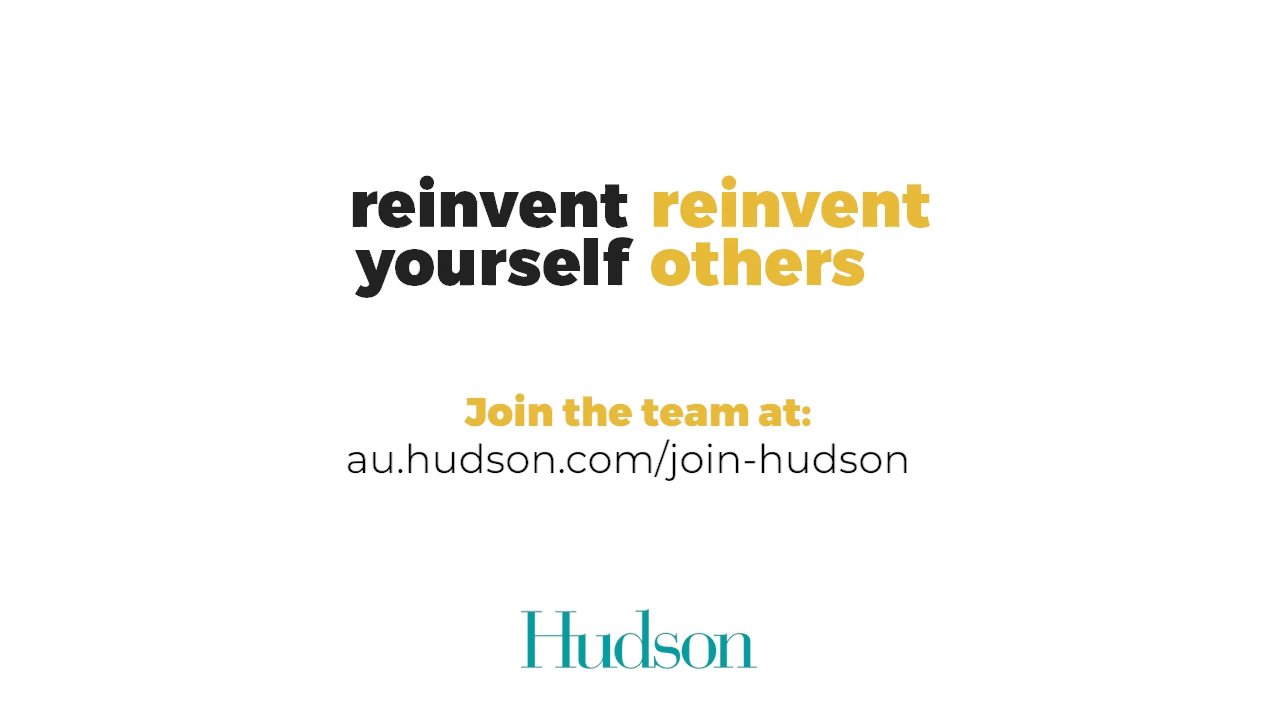 reinvent reinvent
yourself others
Join the team at:
au.hudson.com/join-hudson
Hudson